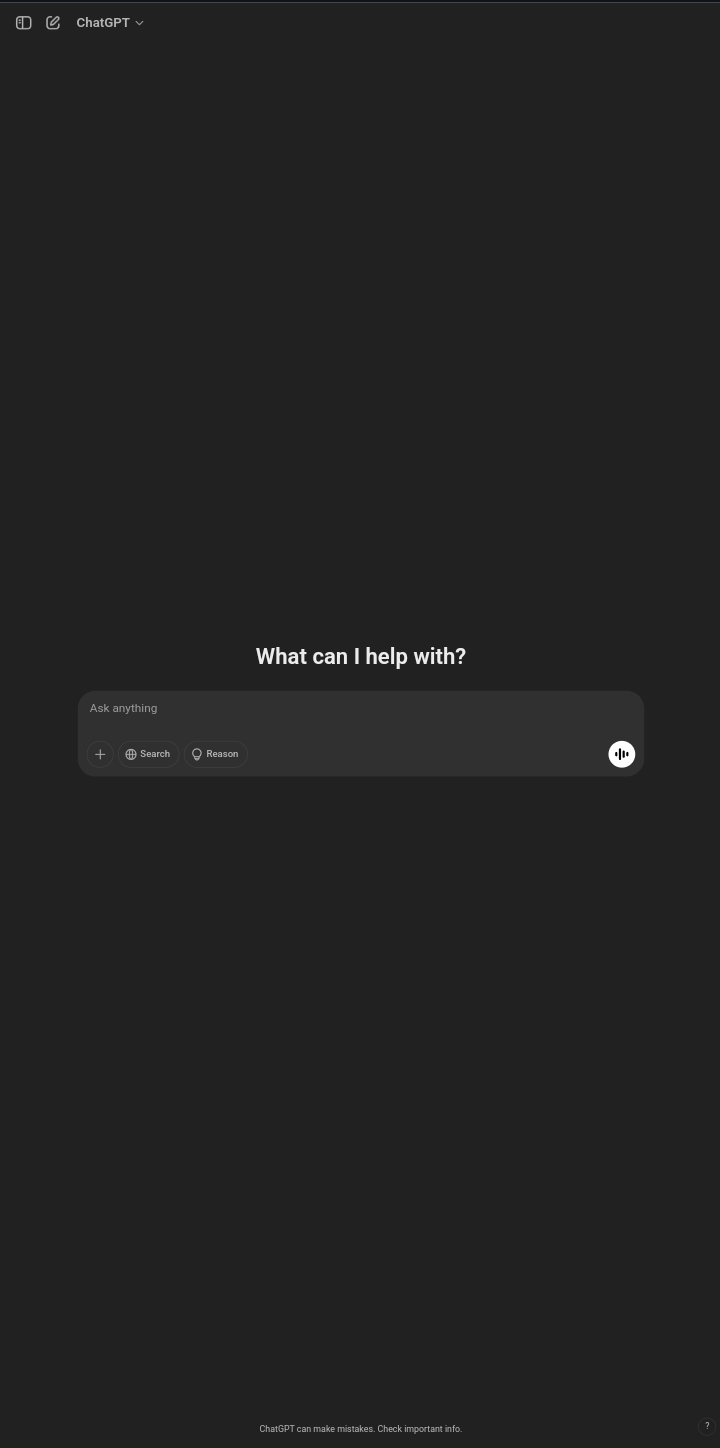 ChatGPT
What can I help with?
Ask anything
Search
Reason
ChatGPT can make mistakes. Check important info.
?